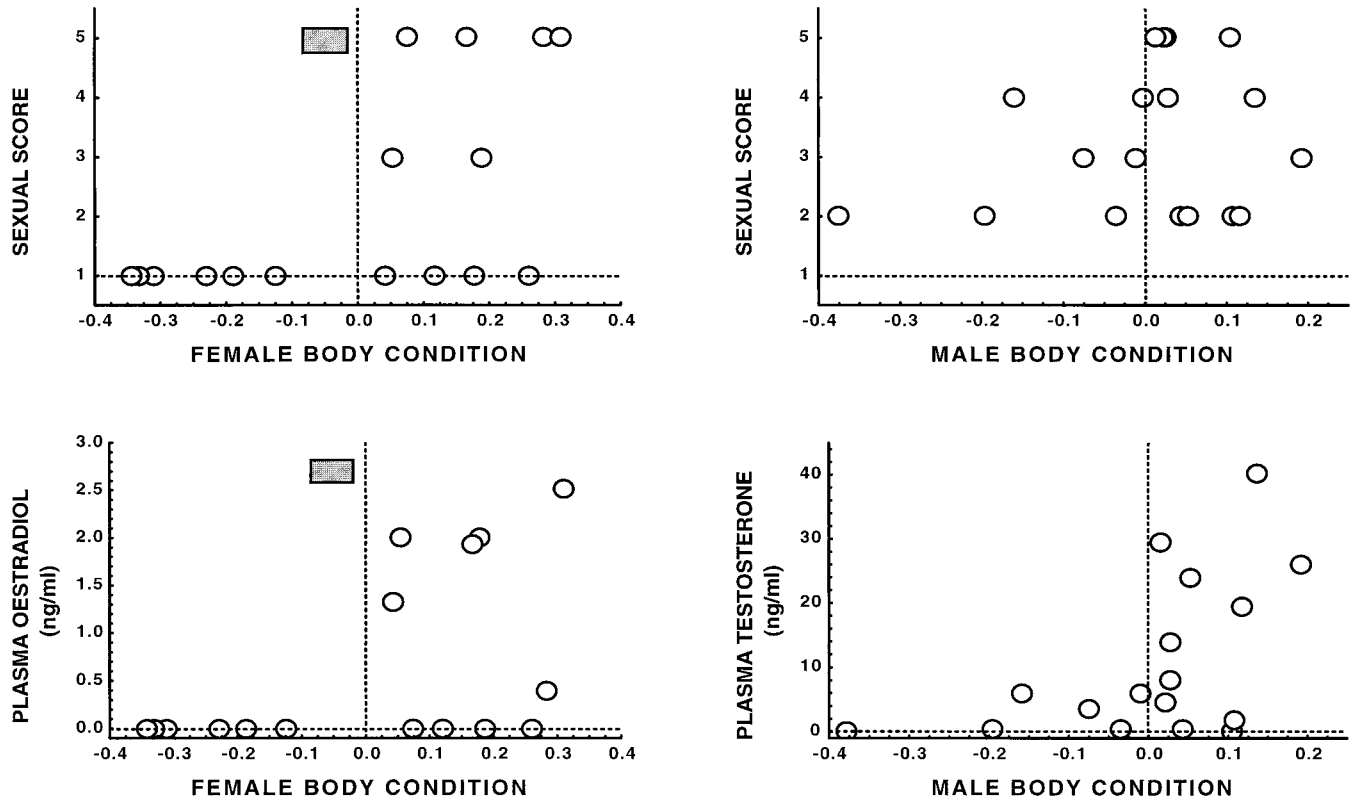 SEXUAL SCORE
5
4
3
2
1
-0.4 -0.3 -0.2 -0.1 0.0 0.1 0.2 0.3 0.4
FEMALE BODY CONDITION
SEXUAL SCORE
5
4
3
2
1
-0.4 -0.3 -0.2 -0.1 0.0 0.1 0.2
MALE BODY CONDITION
PLASMA OESTRADIOL
(ng/ml)
3.0
2.5
2.0
1.5
1.0
0.5
0.0
-0.4 -0.3 -0.2 -0.1 0.0 0.1 0.2 0.3 0.4
FEMALE BODY CONDITION
PLASMA TESTOSTERONE
(ng/ml)
40
30
20
10
0
-0.4 -0.3 -0.2 -0.1 0.0 0.1 0.2
MALE BODY CONDITION